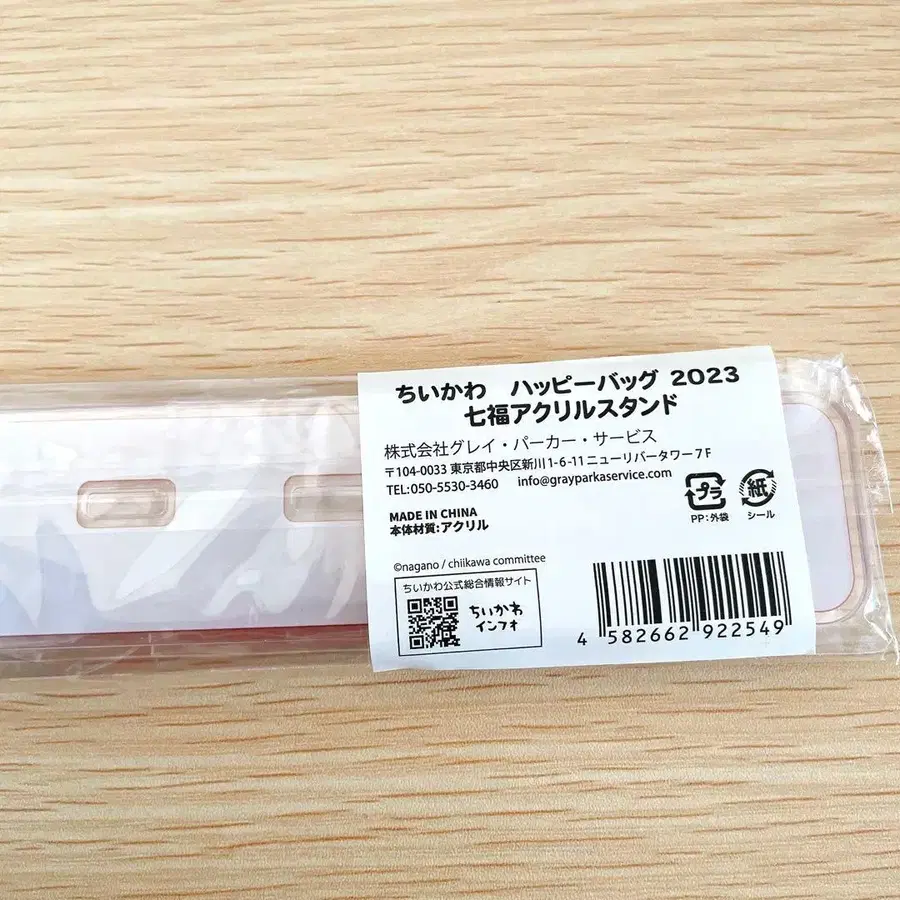 ちいかわ ハッピーバッグ 2023
七福アクリルスタンド
株式会社グレイ・パーカー・サービス
〒104-0033 東京都中央区新川1-6-11 ニューリバータワー7F
TEL:050-5530-3460 info@grayparkaservice.com
MADE IN CHINA
本体材質:アクリル
プラ
PP:外袋
紙
シール
©nagano / chiikawa committee
ちいかわ公式総合情報サイト
ちいかわ
インフォ
4 582662 922549